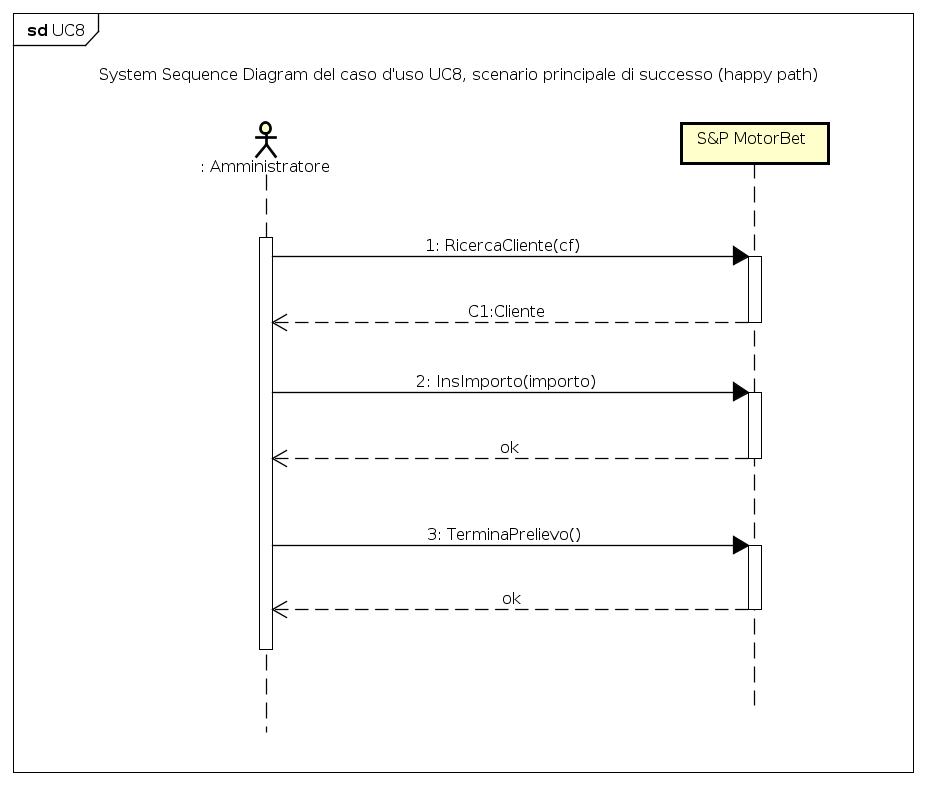 sd UC8
System Sequence Diagram del caso d'uso UC8, scenario principale di successo (happy path)
: Amministratore
S&P MotorBet
1: RicercaCliente(cf)
C1:Cliente
2: InsImporto(importo)
ok
3: TerminaPrelievo()
ok